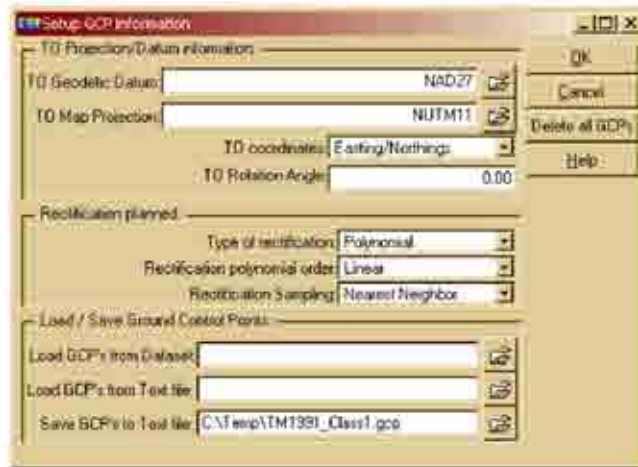 Setup GCP Information
TO Projection/Datum information
TO Geodetic Datum: NAD27
TO Map Projection: NUTM11
TO coordinates: Easting/Northings
TO Rotation Angle: 0.00
OK
Cancel
Delete all GCP's
Help
Rectification planned
Type of rectification: Polynomial
Rectification polynomial order: Linear
Rectification Sampling: Nearest Neighbor
Load / Save Ground Control Points
Load GCP's from Dataset:
Load GCP's from Text file:
Save GCP's to Text file: C:\Temp\TM1991_Class1.gcp